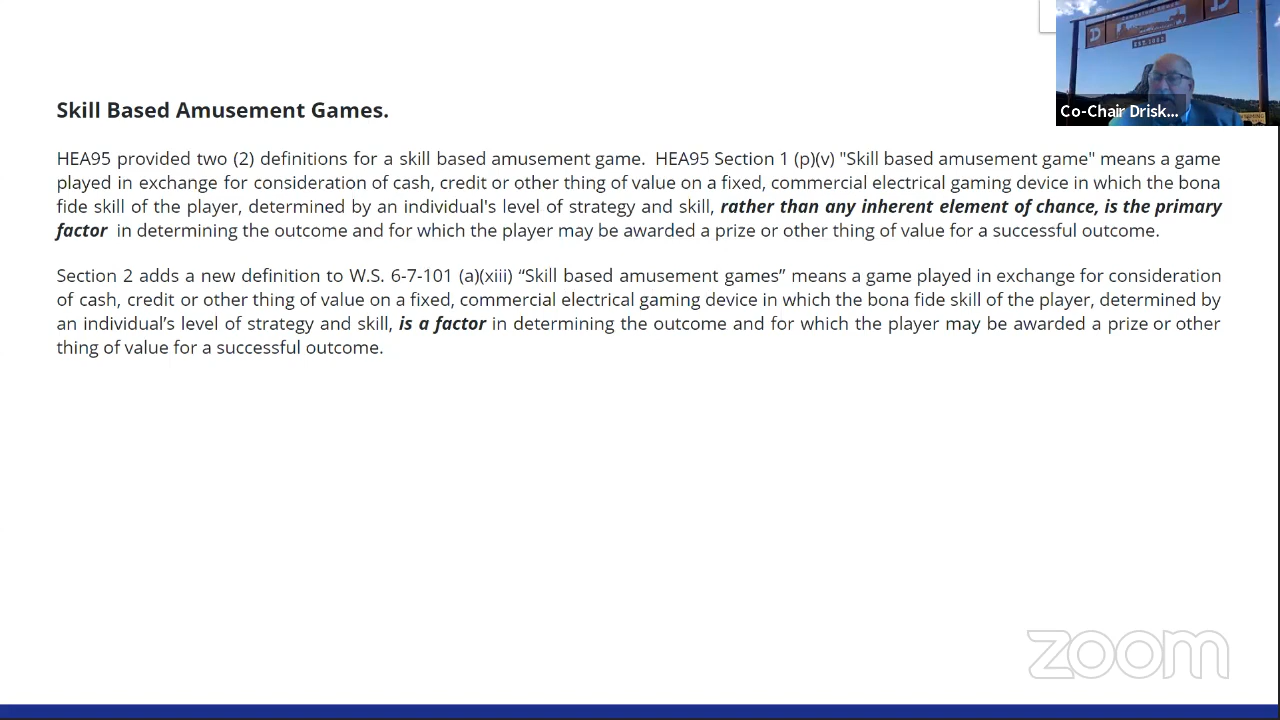 Skill Based Amusement Games.
HEA95 provided two (2) definitions for a skill based amusement game. HEA95 Section 1 (p)(v) "Skill based amusement game" means a game
played in exchange for consideration of cash, credit or other thing of value on a fixed, commercial electrical gaming device in which the bona
fide skill of the player, determined by an individual's level of strategy and skill, rather than any inherent element of chance, is the primary
factor in determining the outcome and for which the player may be awarded a prize or other thing of value for a successful outcome.
Section 2 adds a new definition to W.S. 6-7-101 (a)(xiii) “Skill based amusement games” means a game played in exchange for consideration
of cash, credit or other thing of value on a fixed, commercial electrical gaming device in which the bona fide skill of the player, determined by
an individual’s level of strategy and skill, is a factor in determining the outcome and for which the player may be awarded a prize or other
thing of value for a successful outcome.
D
D
Co-Chair Drisk...
zoom